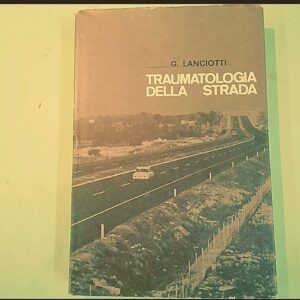 G. LANCIOTTI
TRAUMATOLOGIA
DELLA STRADA